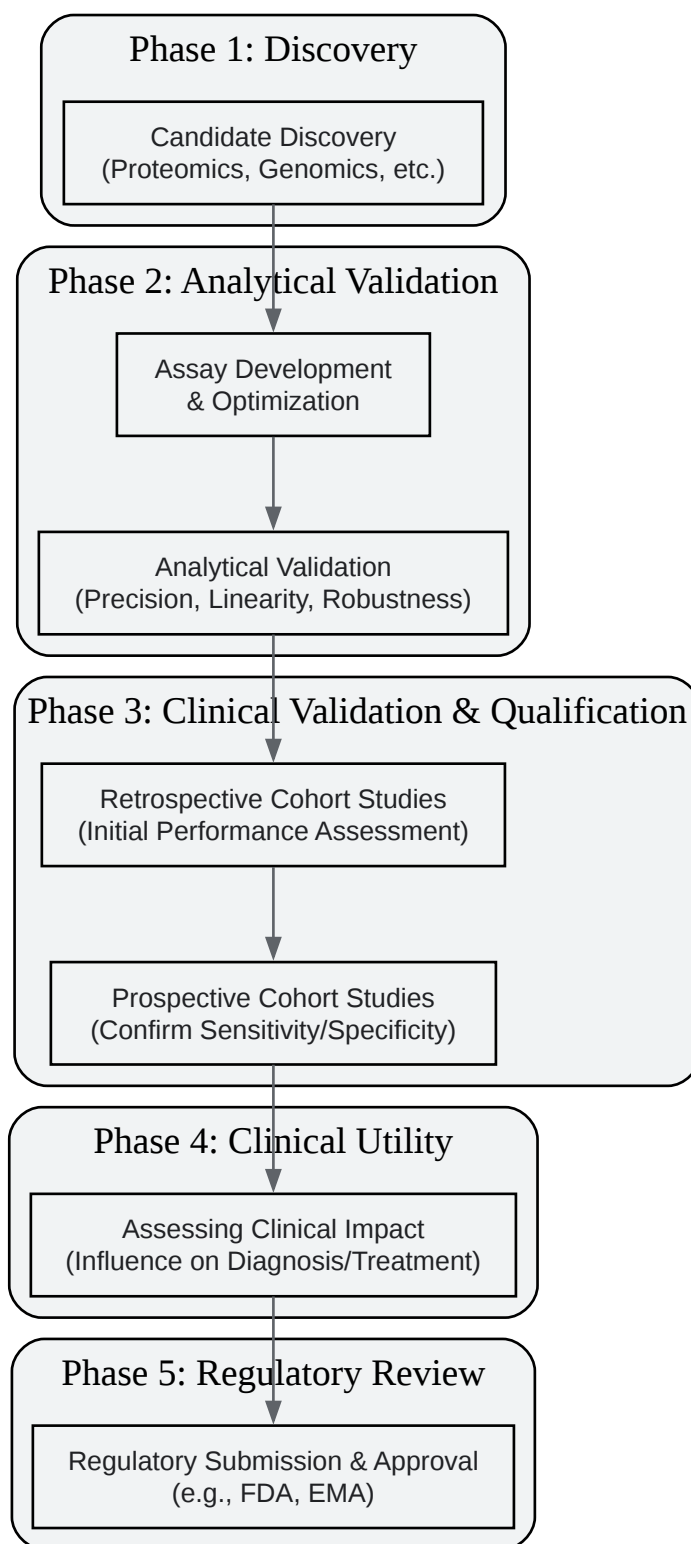 Phase 1: Discovery
Candidate Discovery
(Proteomics, Genomics, etc.)
Phase 2: Analytical Validation
Assay Development
& Optimization
Analytical Validation
(Precision, Linearity, Robustness)
Phase 3: Clinical Validation & Qualification
Retrospective Cohort Studies
(Initial Performance Assessment)
Prospective Cohort Studies
(Confirm Sensitivity/Specificity)
Phase 4: Clinical Utility
Assessing Clinical Impact
(Influence on Diagnosis/Treatment)
Phase 5: Regulatory Review
Regulatory Submission & Approval
(e.g., FDA, EMA)